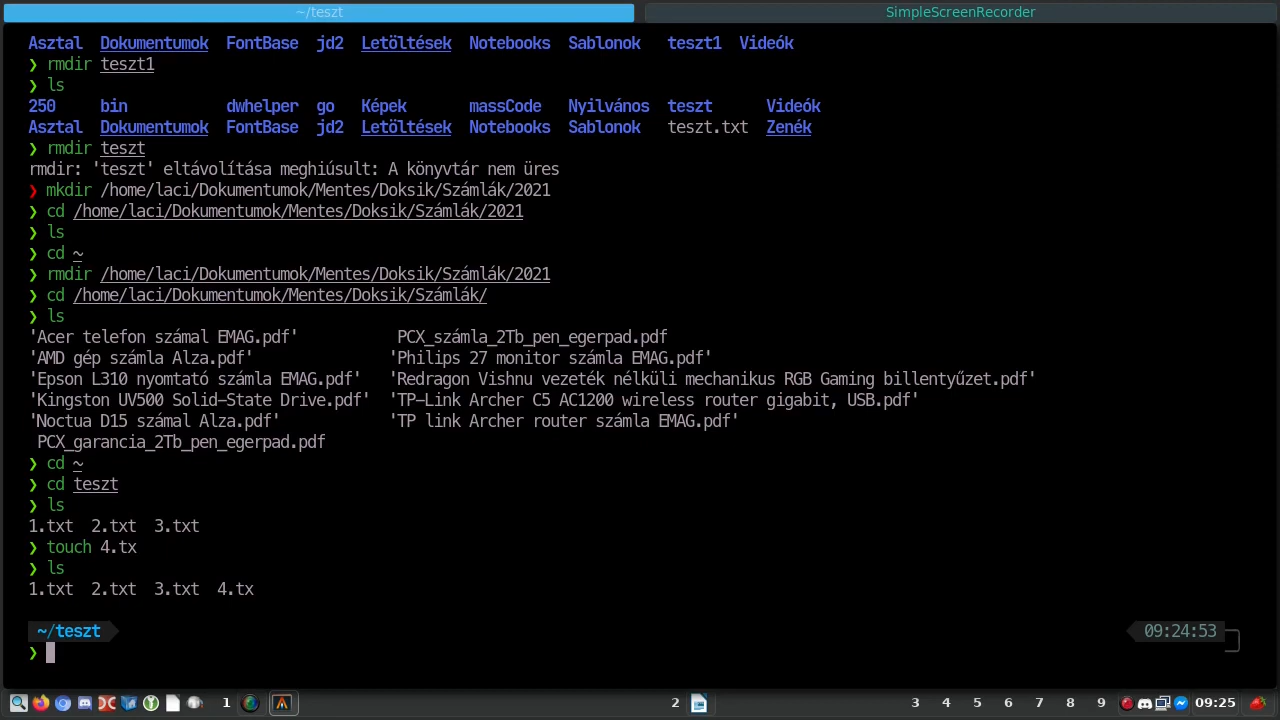 ~/teszt SimpleScreenRecorder
Asztal Dokumentumok FontBase jd2 Letöltések Notebooks Sablonok teszt1 Videók
❯ rmdir teszt1
❯ ls
250 bin dwhelper go Képek massCode Nyilvános teszt Videók
Asztal Dokumentumok FontBase jd2 Letöltések Notebooks Sablonok teszt.txt Zenék
❯ rmdir teszt
rmdir: 'teszt' eltávolítása meghiúsult: A könyvtár nem üres
❯ mkdir /home/laci/Dokumentumok/Mentes/Doksik/Számlák/2021
❯ cd /home/laci/Dokumentumok/Mentes/Doksik/Számlák/2021
❯ ls
❯ cd ~
❯ rmdir /home/laci/Dokumentumok/Mentes/Doksik/Számlák/2021
❯ cd /home/laci/Dokumentumok/Mentes/Doksik/Számlák/
❯ ls
'Acer telefon számal EMAG.pdf' PCX_számla_2Tb_pen_egerpad.pdf
'AMD gép számla Alza.pdf' 'Philips 27 monitor számla EMAG.pdf'
'Epson L310 nyomtató számla EMAG.pdf' 'Redragon Vishnu vezeték nélküli mechanikus RGB Gaming billentyűzet.pdf'
'Kingston UV500 Solid-State Drive.pdf' 'TP-Link Archer C5 AC1200 wireless router gigabit, USB.pdf'
'Noctua D15 számal Alza.pdf' 'TP link Archer router számla EMAG.pdf'
PCX_garancia_2Tb_pen_egerpad.pdf
❯ cd ~
❯ cd teszt
❯ ls
1.txt 2.txt 3.txt
❯ touch 4.tx
❯ ls
1.txt 2.txt 3.txt 4.tx
~/teszt 09:24:53
❯
1 2 3 4 5 6 7 8 9 09:25